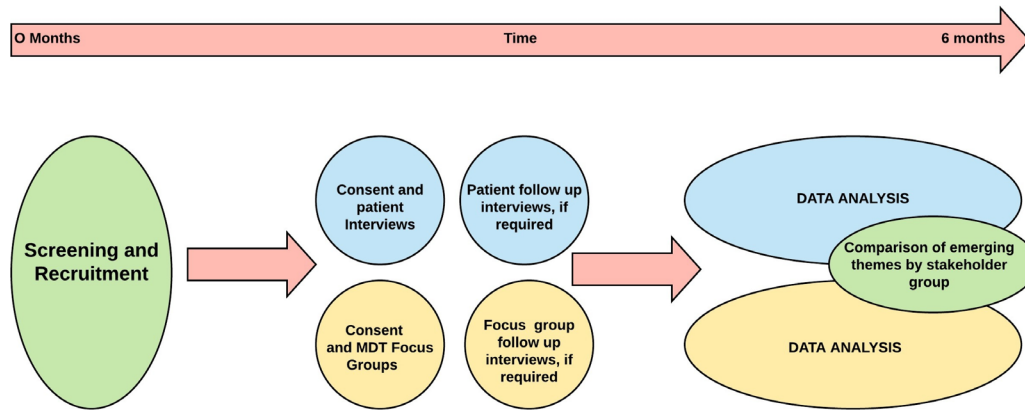 O Months
Time
6 months
Screening and
Recruitment
Consent and
patient
Interviews
Patient follow up
interviews, if
required
Consent
and MDT Focus
Groups
Focus group
follow up
interviews, if
required
DATA ANALYSIS
Comparison of emerging
themes by stakeholder
group
DATA ANALYSIS